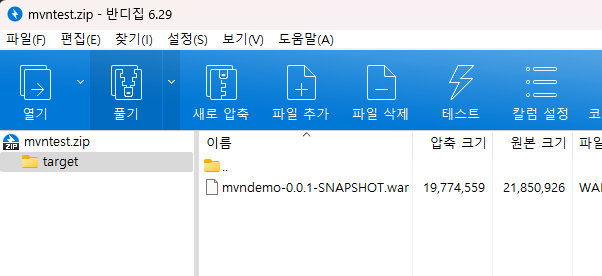 mvntest.zip - 반디집 6.29
파일(F) 편집(E) 찾기(I) 설정(S) 보기(V) 도움말(A)
열기 풀기 새로 압축 파일 추가 파일 삭제 테스트 칼럼 설정 코
mvntest.zip
ZIP
target
이름 압축 크기 원본 크기 파일
..
mvndemo-0.0.1-SNAPSHOT.war 19,774,559 21,850,926 WA